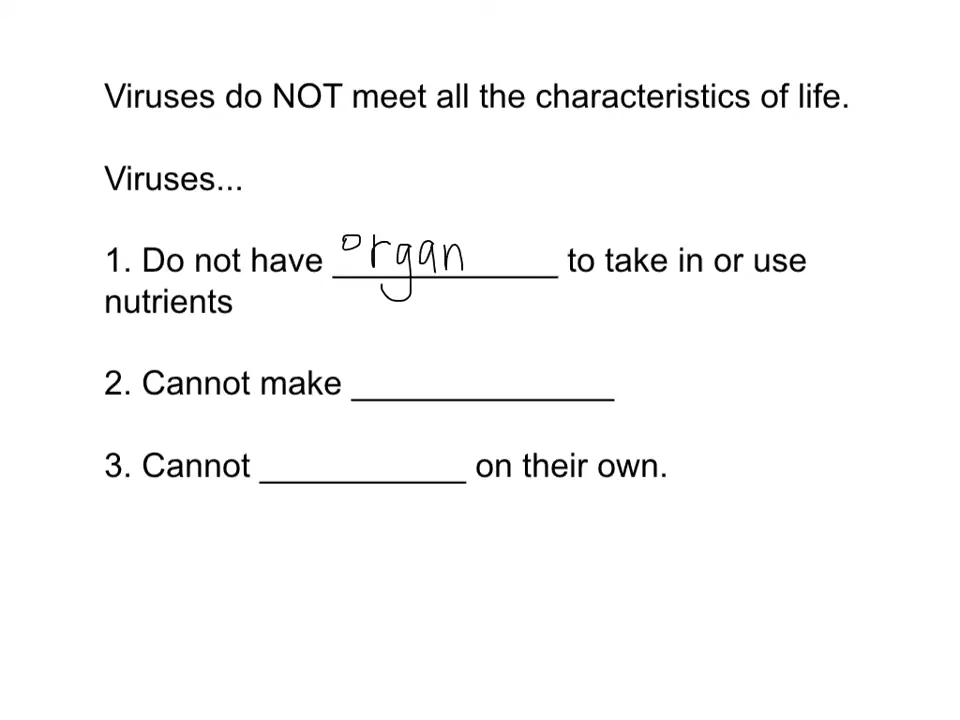 Viruses do NOT meet all the characteristics of life.
Viruses...
1. Do not have organ to take in or use
nutrients
2. Cannot make ______________
3. Cannot ___________ on their own.